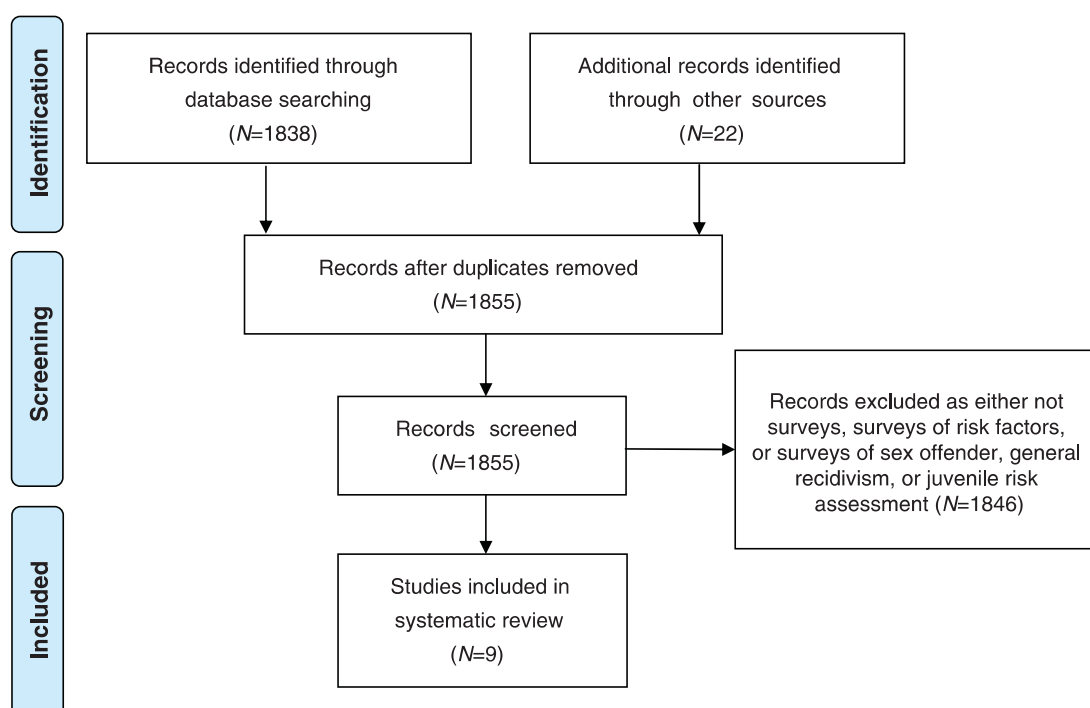 Identification
Records identified through
database searching
(N=1838)
Additional records identified
through other sources
(N=22)
Screening
Records after duplicates removed
(N=1855)
Records screened
(N=1855)
Records excluded as either not
surveys, surveys of risk factors,
or surveys of sex offender, general
recidivism, or juvenile risk
assessment (N=1846)
Included
Studies included in
systematic review
(N=9)